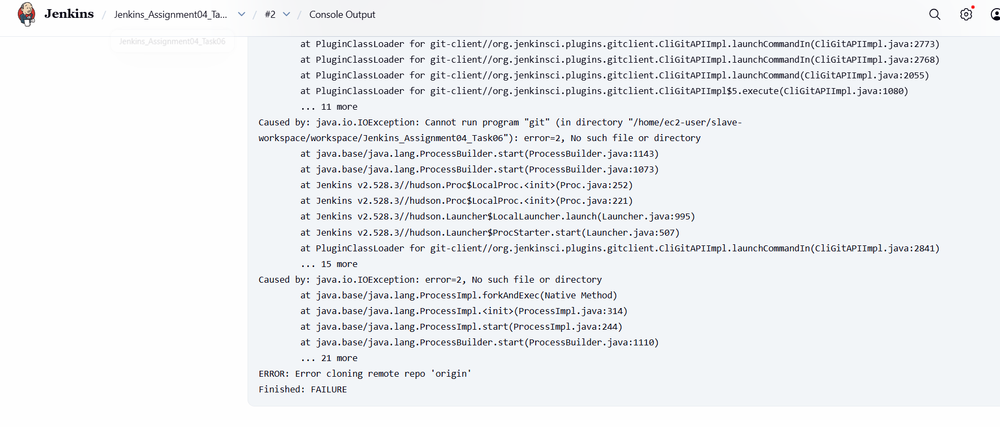 Jenkins / Jenkins_Assignment04_Ta... / #2 / Console Output
Jenkins_Assignment04_Task06
at PluginClassLoader for git-client//org.jenkinsci.plugins.gitclient.CliGitAPIImpl.launchCommandIn(CliGitAPIImpl.java:2773)
at PluginClassLoader for git-client//org.jenkinsci.plugins.gitclient.CliGitAPIImpl.launchCommandIn(CliGitAPIImpl.java:2768)
at PluginClassLoader for git-client//org.jenkinsci.plugins.gitclient.CliGitAPIImpl.launchCommand(CliGitAPIImpl.java:2055)
at PluginClassLoader for git-client//org.jenkinsci.plugins.gitclient.CliGitAPIImpl$5.execute(CliGitAPIImpl.java:1080)
... 11 more
Caused by: java.io.IOException: Cannot run program "git" (in directory "/home/ec2-user/slave-
workspace/workspace/Jenkins_Assignment04_Task06"): error=2, No such file or directory
at java.base/java.lang.ProcessBuilder.start(ProcessBuilder.java:1143)
at java.base/java.lang.ProcessBuilder.start(ProcessBuilder.java:1073)
at Jenkins v2.528.3//hudson.Proc$LocalProc.<init>(Proc.java:252)
at Jenkins v2.528.3//hudson.Proc$LocalProc.<init>(Proc.java:221)
at Jenkins v2.528.3//hudson.Launcher$LocalLauncher.launch(Launcher.java:995)
at Jenkins v2.528.3//hudson.Launcher$ProcStarter.start(Launcher.java:507)
at PluginClassLoader for git-client//org.jenkinsci.plugins.gitclient.CliGitAPIImpl.launchCommandIn(CliGitAPIImpl.java:2841)
... 15 more
Caused by: java.io.IOException: error=2, No such file or directory
at java.base/java.lang.ProcessImpl.forkAndExec(Native Method)
at java.base/java.lang.ProcessImpl.<init>(ProcessImpl.java:314)
at java.base/java.lang.ProcessImpl.start(ProcessImpl.java:244)
at java.base/java.lang.ProcessBuilder.start(ProcessBuilder.java:1110)
... 21 more
ERROR: Error cloning remote repo 'origin'
Finished: FAILURE